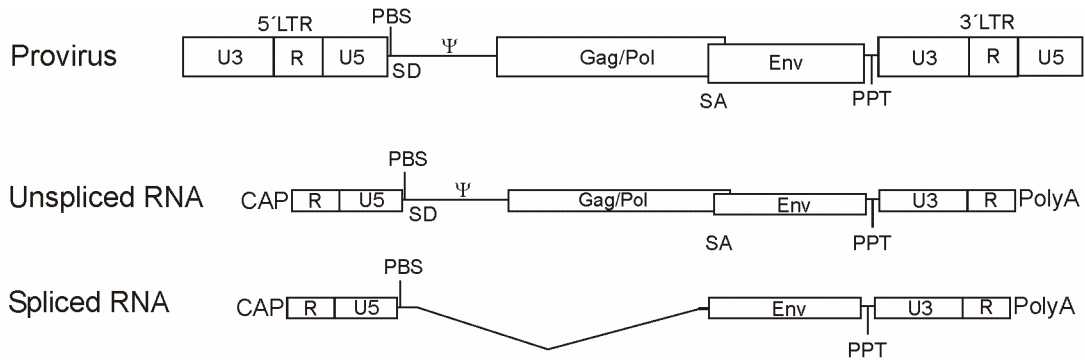 5´LTR PBS 3´LTR
Provirus U3 R U5 SD Ψ Gag/Pol Env U3 R U5
SA PPT
PBS
Unspliced RNA CAP R U5 SD Ψ Gag/Pol Env U3 R PolyA
SA PPT
PBS
Spliced RNA CAP R U5 Env U3 R PolyA
PPT